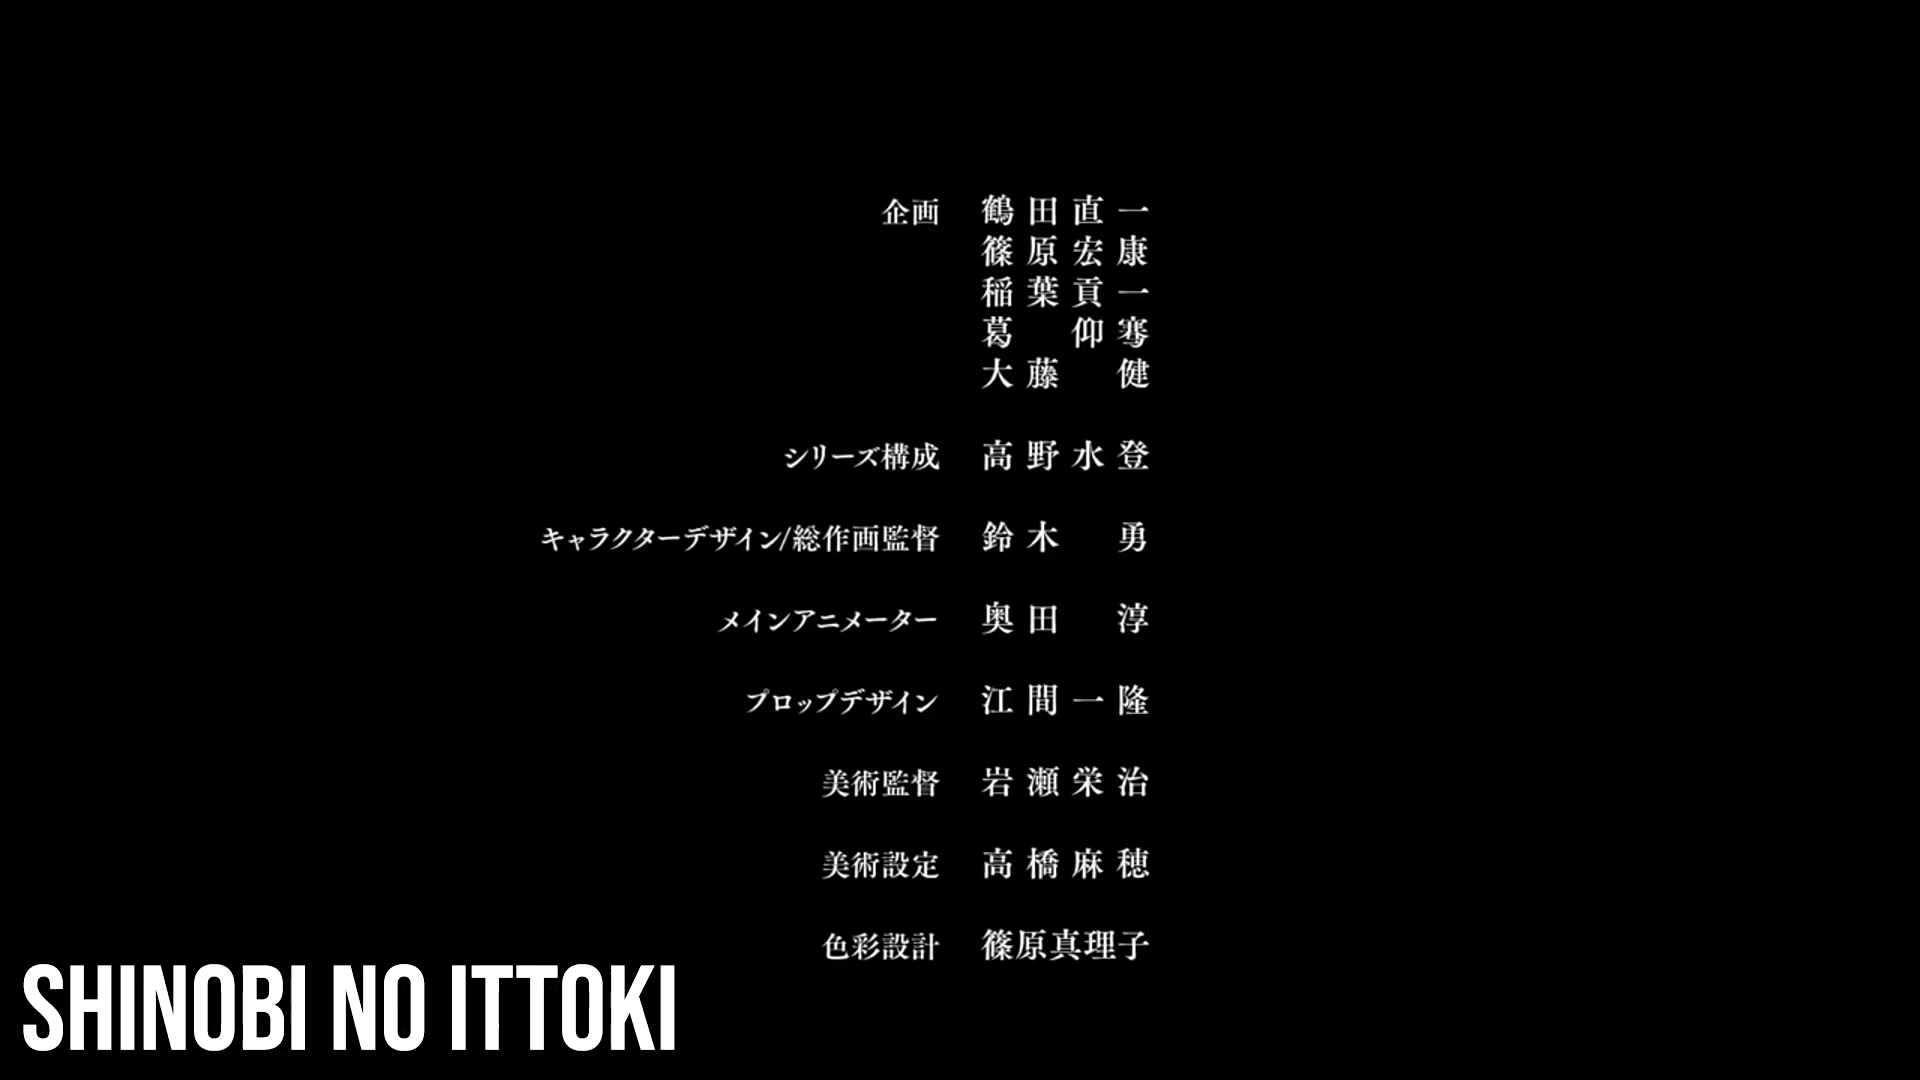 企画 鶴田直一
篠原宏康
稲葉貢一
葛 仰骞
大藤 健
シリーズ構成 高野水登
キャラクターデザイン/総作画監督 鈴木 勇
メインアニメーター 奥田 淳
プロップデザイン 江間一隆
美術監督 岩瀬栄治
美術設定 高橋麻穂
色彩設計 篠原真理子
SHINOBI NO ITTOKI